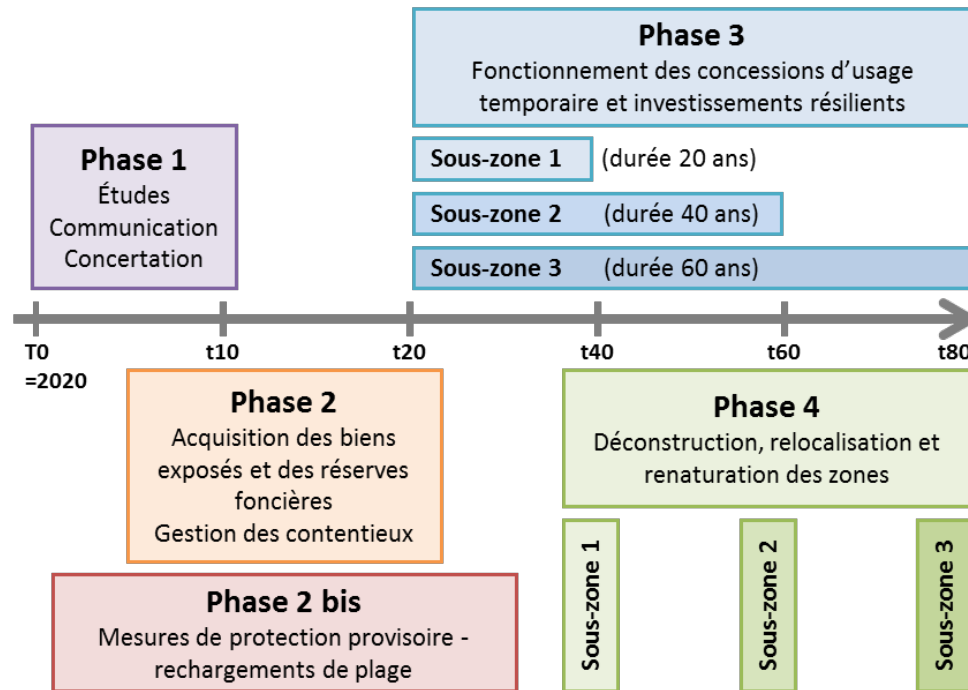 Phase 3
Fonctionnement des concessions d'usage
temporaire et investissements résilients
Phase 1
Études
Communication
Concertation
Sous-zone 1 (durée 20 ans)
Sous-zone 2 (durée 40 ans)
Sous-zone 3 (durée 60 ans)
T0 t10 t20 t40 t60 t80
=2020
Phase 2
Acquisition des biens
exposés et des réserves
foncières
Gestion des contentieux
Phase 4
Déconstruction, relocalisation et
renaturation des zones
Sous-zone 1
Sous-zone 2
Sous-zone 3
Phase 2 bis
Mesures de protection provisoire -
rechargements de plage